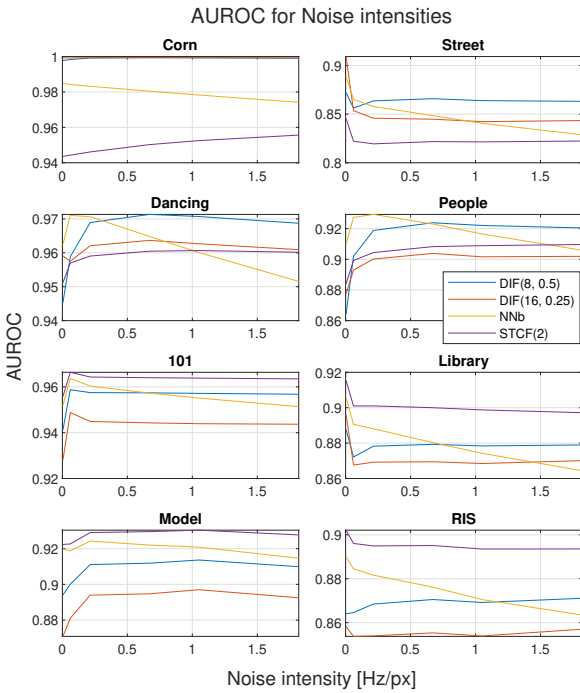 AUROC for Noise intensities
Corn
Street
1
0.98
0.96
0.94
0 0.5 1 1.5
0.9
0.85
0.8
0 0.5 1 1.5
Dancing
People
0.97
0.96
0.95
0.94
0 0.5 1 1.5
0.92
0.9
0.88
0.86
0 0.5 1 1.5
DIF(8, 0.5)
DIF(16, 0.25)
NNb
STCF(2)
AUROC
101
Library
0.96
0.94
0.92
0 0.5 1 1.5
0.92
0.9
0.88
0.86
0 0.5 1 1.5
Model
RIS
0.92
0.9
0.88
0 0.5 1 1.5
0.9
0.88
0.86
0 0.5 1 1.5
Noise intensity [Hz/px]